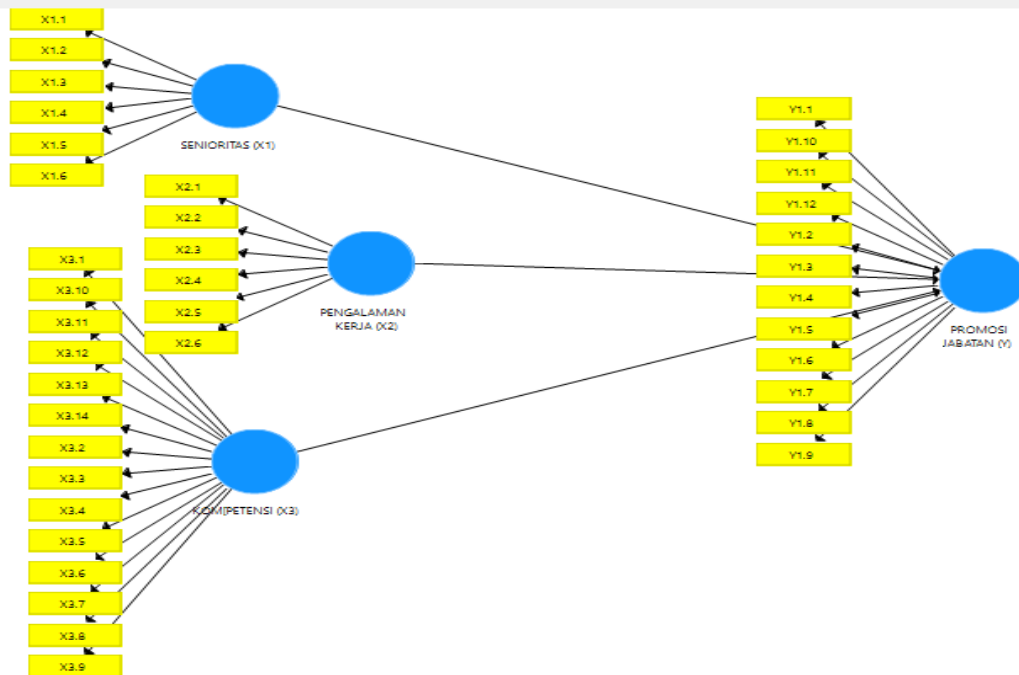 X1.1
X1.2
X1.3
X1.4
X1.5
X1.6
SENIORITAS (X1)
X2.1
X2.2
X2.3
X2.4
X2.5
X2.6
PENGALAMAN
KERJA (X2)
X3.1
X3.10
X3.11
X3.12
X3.13
X3.14
X3.2
X3.3
X3.4
X3.5
X3.6
X3.7
X3.8
X3.9
KOMPETENSI (X3)
Y1.1
Y1.10
Y1.11
Y1.12
Y1.2
Y1.3
Y1.4
Y1.5
Y1.6
Y1.7
Y1.8
Y1.9
PROMOSI
JABATAN (Y)